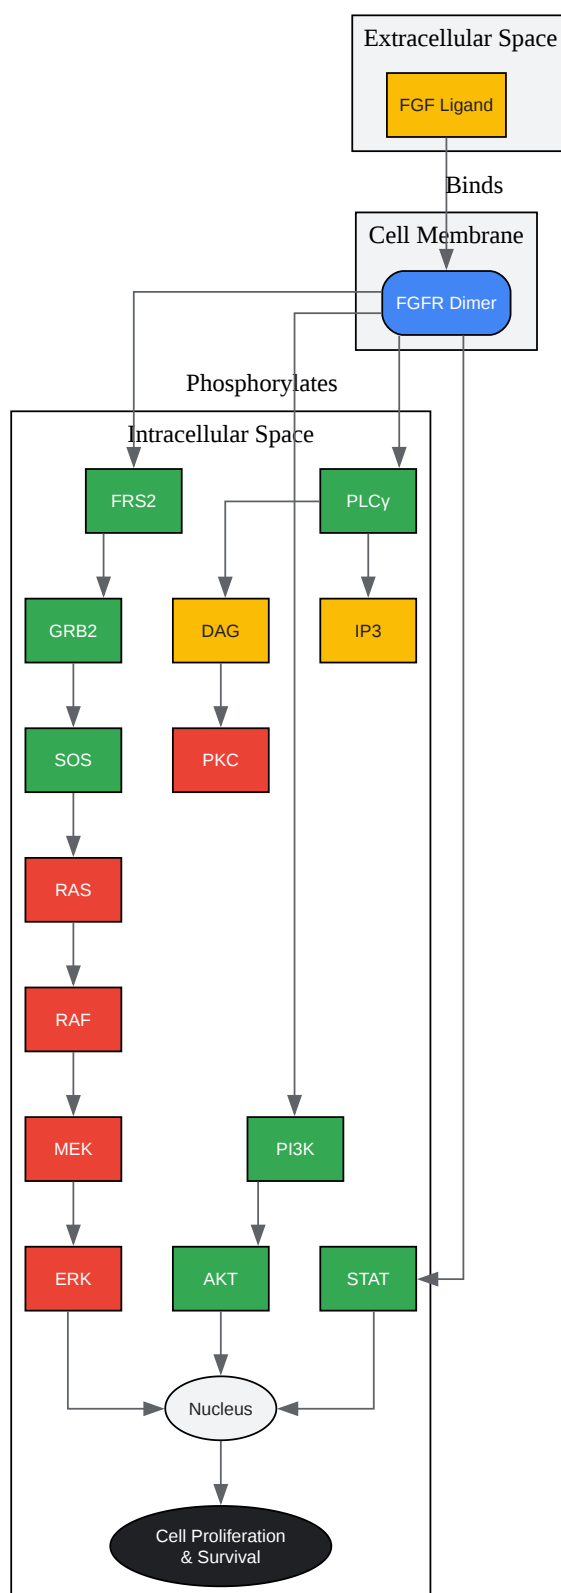 Extracellular Space
FGF Ligand
Binds
Cell Membrane
FGFR Dimer
Phosphorylates
Intracellular Space
FRS2
PLCγ
GRB2
DAG
IP3
SOS
PKC
RAS
RAF
MEK
PI3K
ERK
AKT
STAT
Nucleus
Cell Proliferation
& Survival